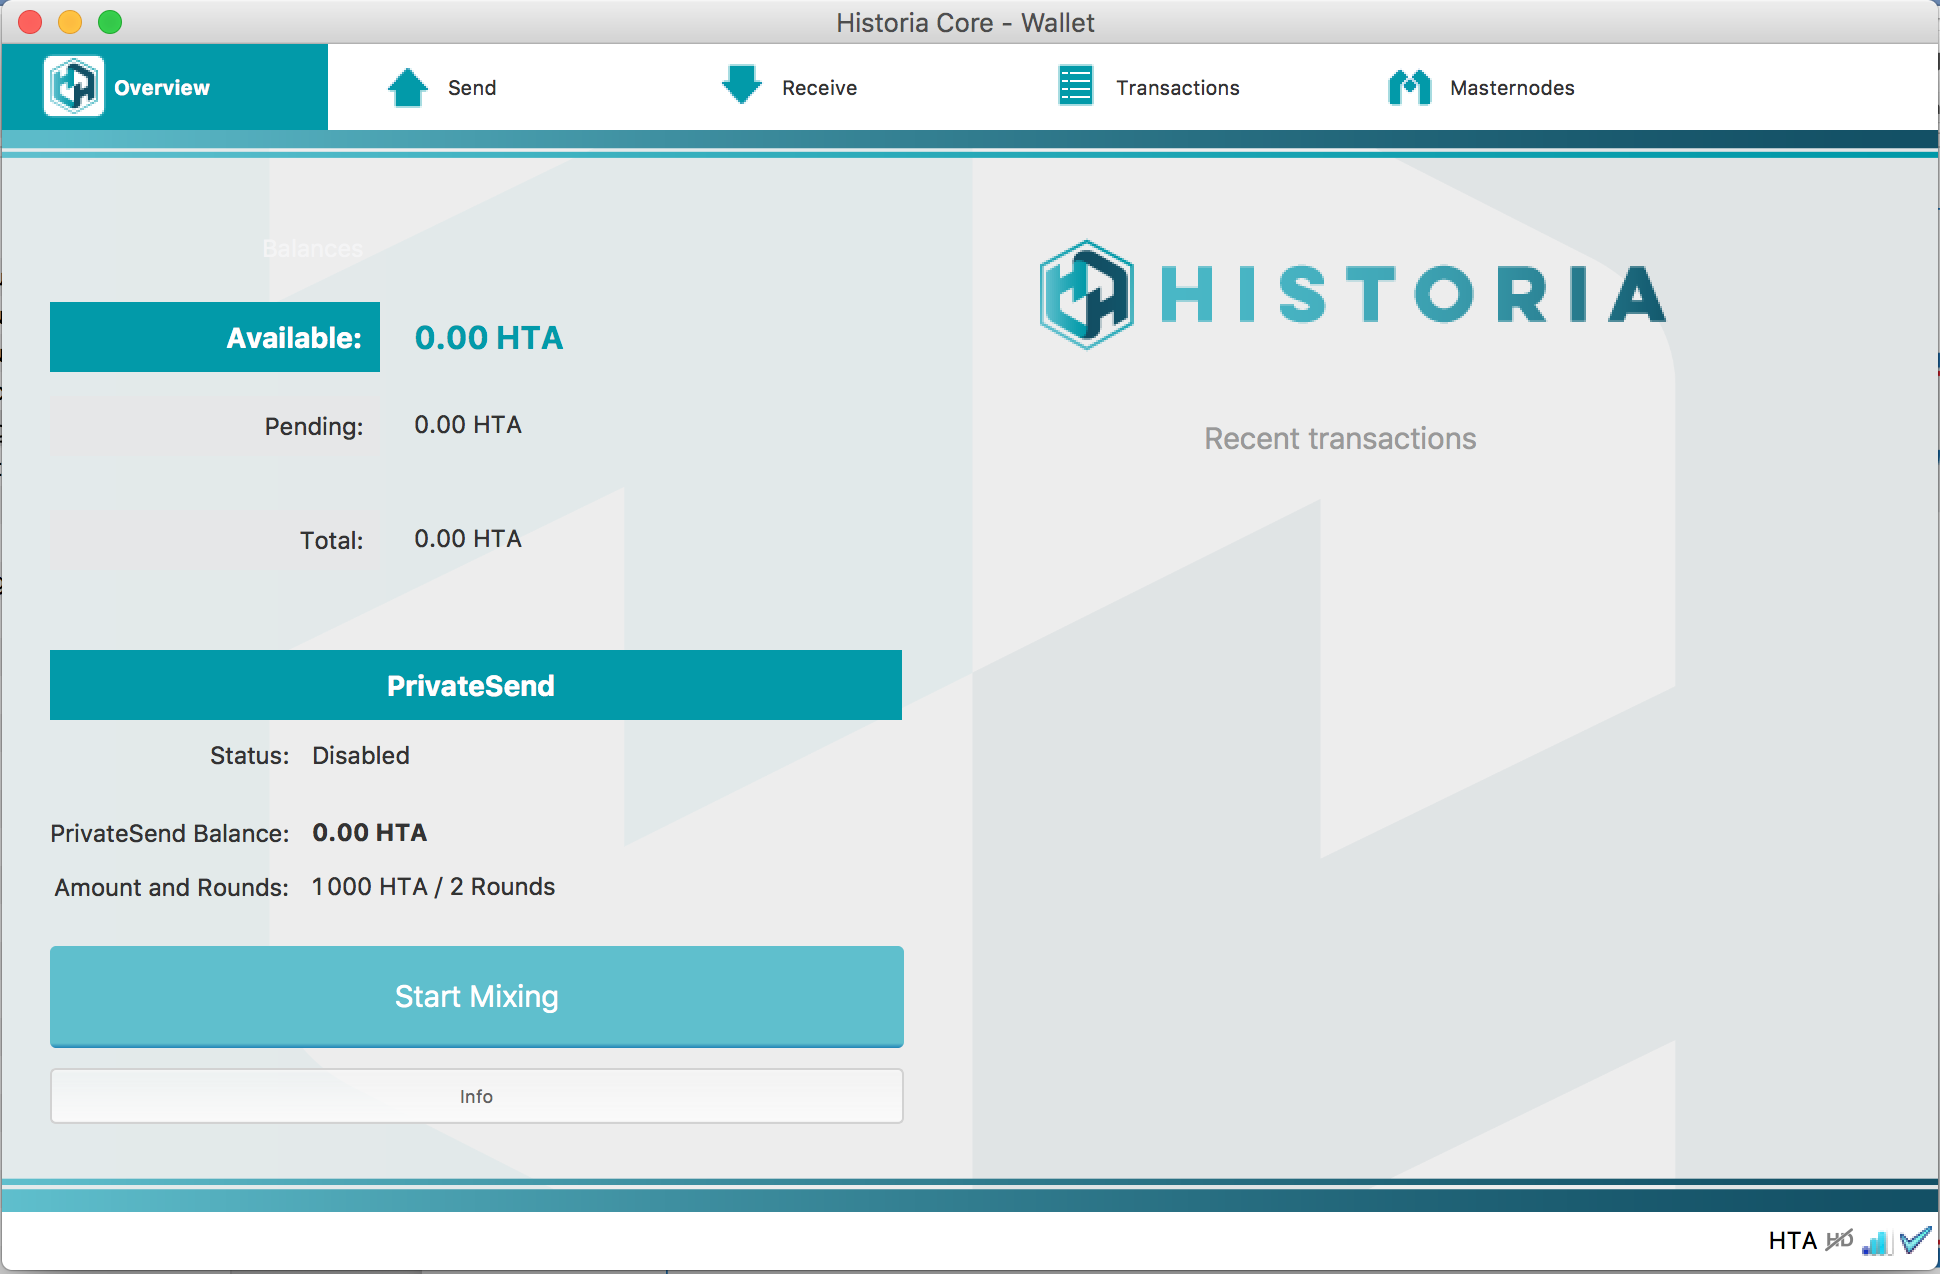 Historia Core - Wallet
Overview
Send
Receive
Transactions
Masternodes
Balances
Available: 0.00 HTA
Pending: 0.00 HTA
Total: 0.00 HTA
PrivateSend
Status: Disabled
PrivateSend Balance: 0.00 HTA
Amount and Rounds: 1000 HTA / 2 Rounds
Start Mixing
Info
HISTORIA
Recent transactions
HTA HD